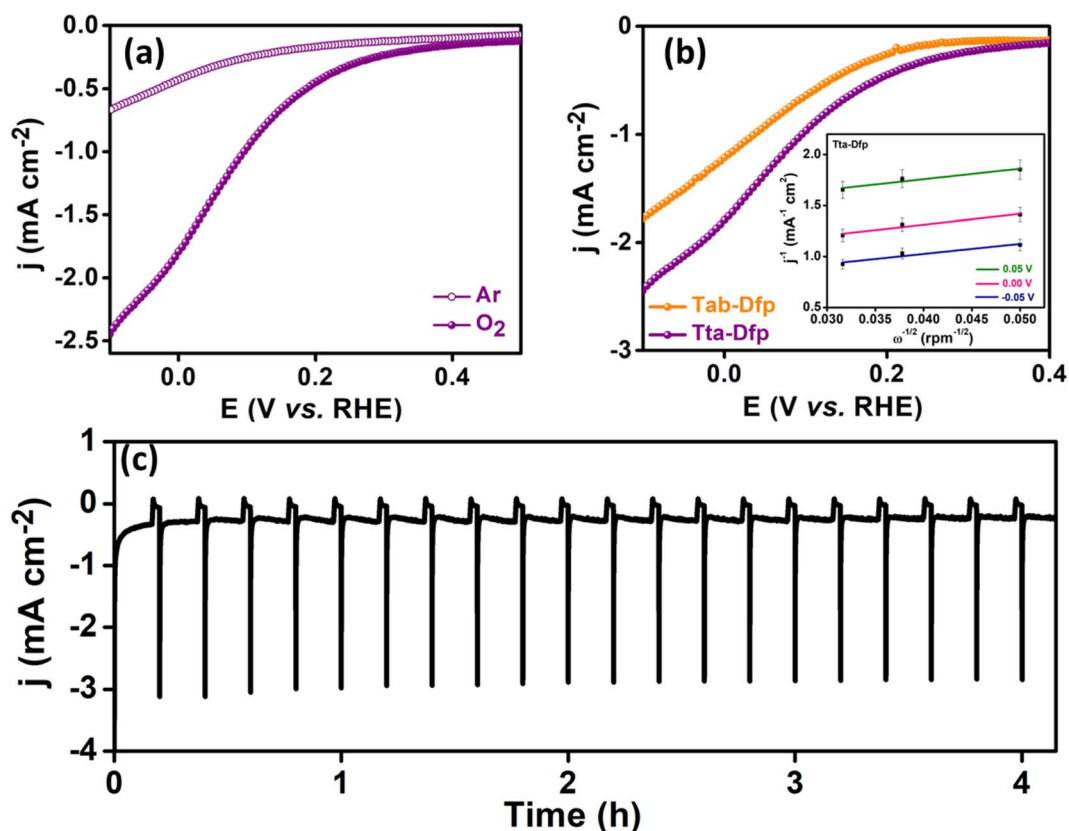 (a)
0.0
-0.5
-1.0
-1.5
-2.0
-2.5
j (mA cm⁻²)
Ar
O₂
0.0 0.2 0.4
E (V vs. RHE)
(b)
0
-1
-2
-3
j (mA cm⁻²)
Tab-Dfp
Tta-Dfp
0.0 0.1 0.2 0.3 0.4
E (V vs. RHE)
Tta-Dfp
2.0
1.5
1.0
0.5
j⁻¹ (mA⁻¹ cm²)
0.05 V
0.00 V
-0.05 V
0.030 0.035 0.040 0.045 0.050
ω⁻¹/² (rpm⁻¹/²)
(c)
1
0
-1
-2
-3
-4
j (mA cm⁻²)
0 1 2 3 4
Time (h)